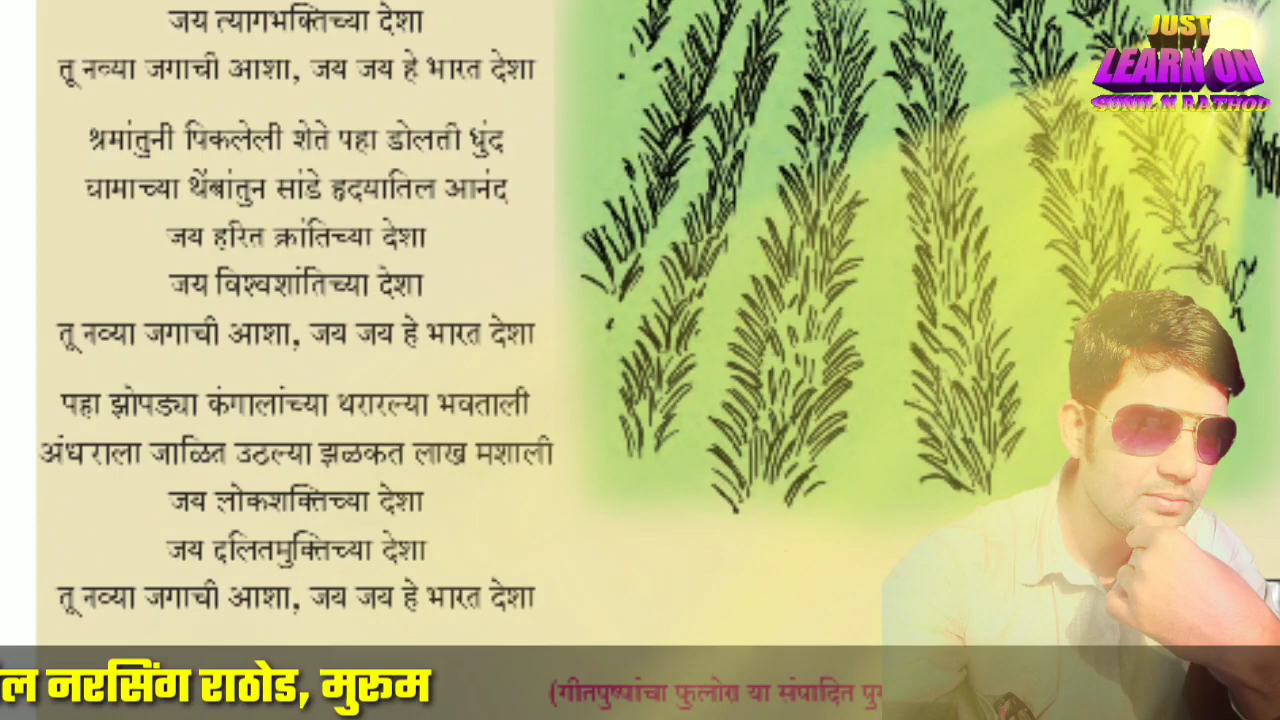 जय त्यागभक्तिच्या देशा
तू नव्या जगाची आशा, जय जय हे भारत देशा
श्रमांतुनी पिकलेली शेते पहा डोलती धुंद
घामाच्या थेंबांतुन सांडे हृदयातिल आनंद
जय हरित क्रांतिच्या देशा
जय विश्वशांतिच्या देशा
तू नव्या जगाची आशा, जय जय हे भारत देशा
पहा झोपड्या कंगालांच्या थरारल्या भवताली
अंधाराला जाळित उठल्या झळकत लाख मशाली
जय लोकशक्तिच्या देशा
जय दलितमुक्तिच्या देशा
तू नव्या जगाची आशा, जय जय हे भारत देशा
(गीतपुष्पांचा फुलोरा या संपादित
JUST
LEARN ON
SUNIL N RATHOD
नरसिंग राठोड, मुरूम